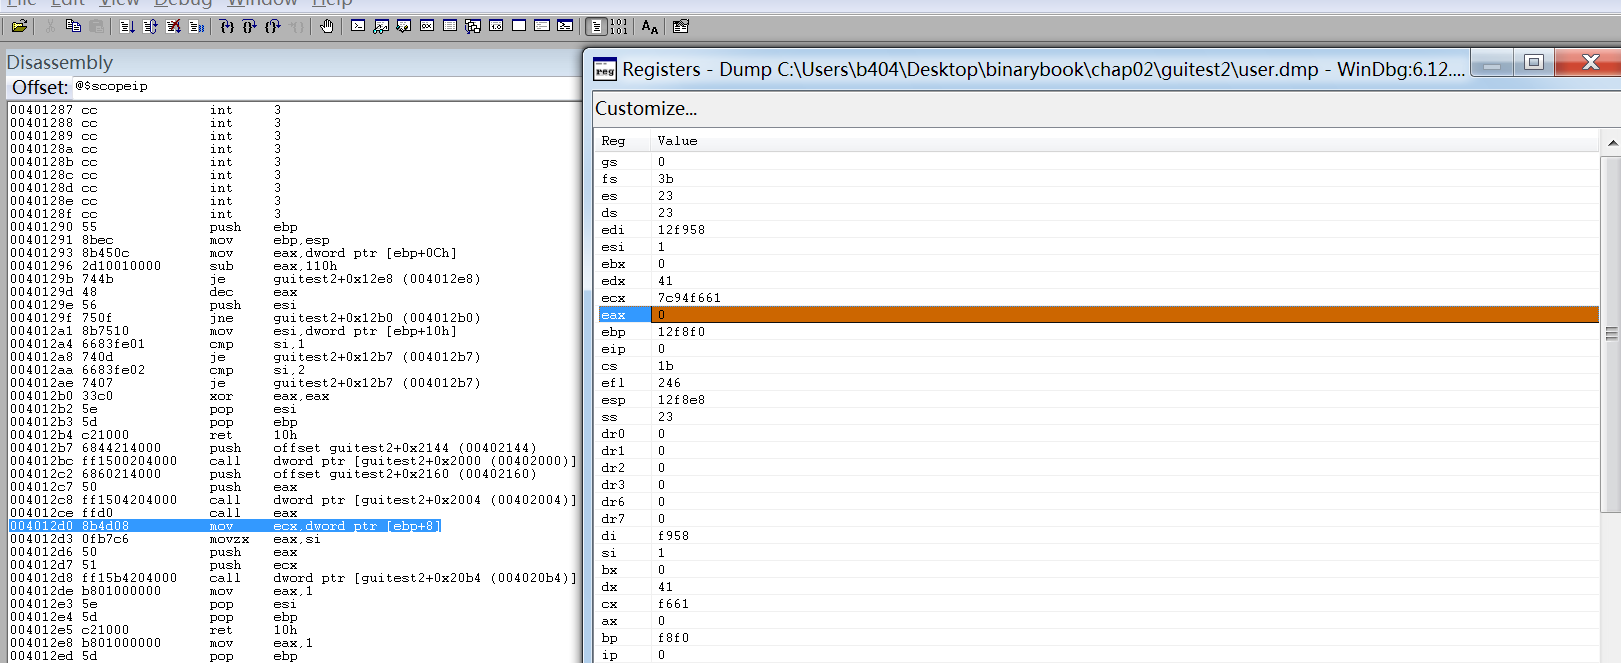 File Edit View Debug Window Help
Disassembly
Offset: @$scopeip
00401287 cc int 3
00401288 cc int 3
00401289 cc int 3
0040128a cc int 3
0040128b cc int 3
0040128c cc int 3
0040128d cc int 3
0040128e cc int 3
0040128f cc int 3
00401290 55 push ebp
00401291 8bec mov ebp,esp
00401293 8b450c mov eax,dword ptr [ebp+0Ch]
00401296 2d10010000 sub eax,110h
0040129b 744b je guitest2+0x12e8 (004012e8)
0040129d 48 dec eax
0040129e 56 push esi
0040129f 750f jne guitest2+0x12b0 (004012b0)
004012a1 8b7510 mov esi,dword ptr [ebp+10h]
004012a4 6683fe01 cmp si,1
004012a8 740d je guitest2+0x12b7 (004012b7)
004012aa 6683fe02 cmp si,2
004012ae 7407 je guitest2+0x12b7 (004012b7)
004012b0 33c0 xor eax,eax
004012b2 5e pop esi
004012b3 5d pop ebp
004012b4 c21000 ret 10h
004012b7 6844214000 push offset guitest2+0x2144 (00402144)
004012bc ff1500204000 call dword ptr [guitest2+0x2000 (00402000)]
004012c2 6860214000 push offset guitest2+0x2160 (00402160)
004012c7 50 push eax
004012c8 ff1504204000 call dword ptr [guitest2+0x2004 (00402004)]
004012ce ffd0 call eax
004012d0 8b4d08 mov ecx,dword ptr [ebp+8]
004012d3 0fb7c6 movzx eax,si
004012d6 50 push eax
004012d7 51 push ecx
004012d8 ff15b4204000 call dword ptr [guitest2+0x20b4 (004020b4)]
004012de b801000000 mov eax,1
004012e3 5e pop esi
004012e4 5d pop ebp
004012e5 c21000 ret 10h
004012e8 b801000000 mov eax,1
004012ed 5d pop ebp
Registers - Dump C:\Users\b404\Desktop\binarybook\chap02\guitest2\user.dmp - WinDbg:6.12....
Customize...
Reg Value
gs 0
fs 3b
es 23
ds 23
edi 12f958
esi 1
ebx 0
edx 41
ecx 7c94f661
eax 0
ebp 12f8f0
eip 0
cs 1b
efl 246
esp 12f8e8
ss 23
dr0 0
dr1 0
dr2 0
dr3 0
dr6 0
dr7 0
di f958
si 1
bx 0
dx 41
cx f661
ax 0
bp f8f0
ip 0